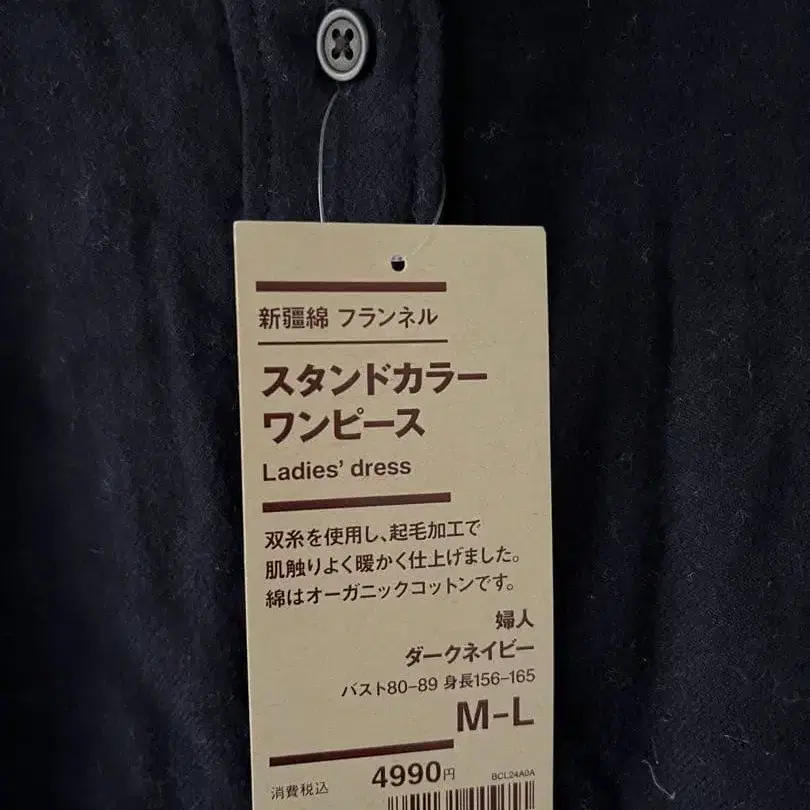 新疆綿 フランネル
スタンドカラー
ワンピース
Ladies' dress
双糸を使用し、起毛加工で
肌触りよく暖かく仕上げました。
綿はオーガニックコットンです。
婦人
ダークネイビー
バスト80-89 身長156-165
M-L
消費税込 4990円 BCL24A0A